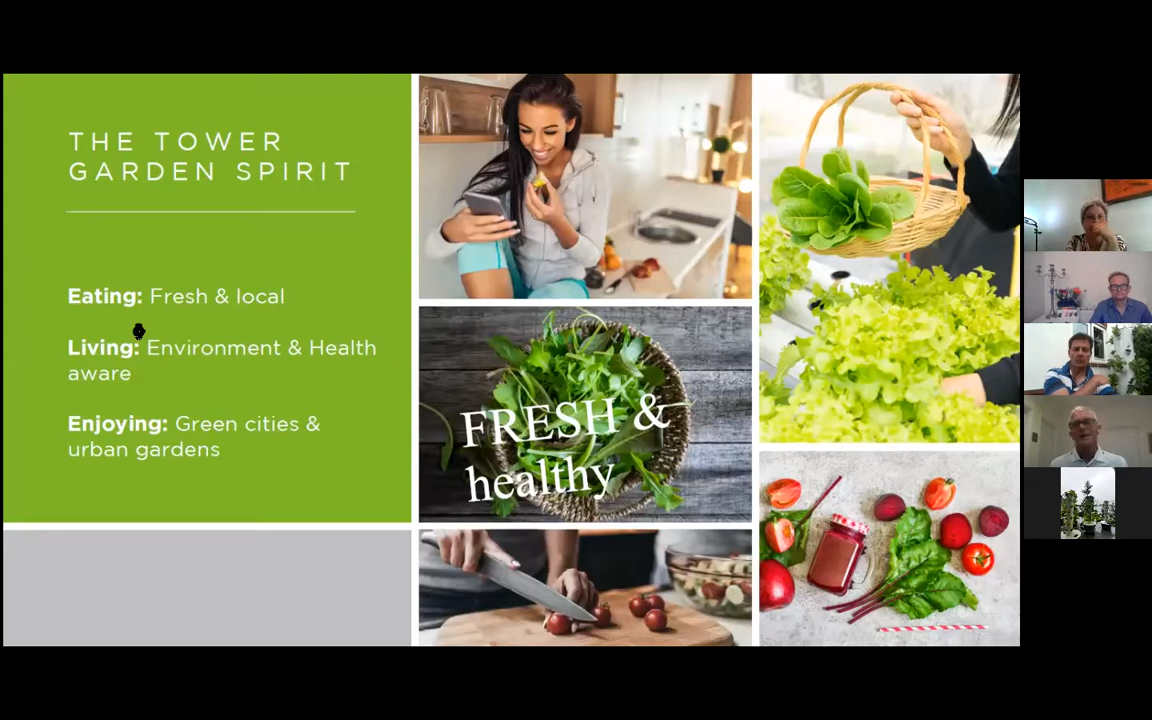 THE TOWER
GARDEN SPIRIT
Eating: Fresh & local
Living: Environment & Health
aware
Enjoying: Green cities &
urban gardens
FRESH &
healthy